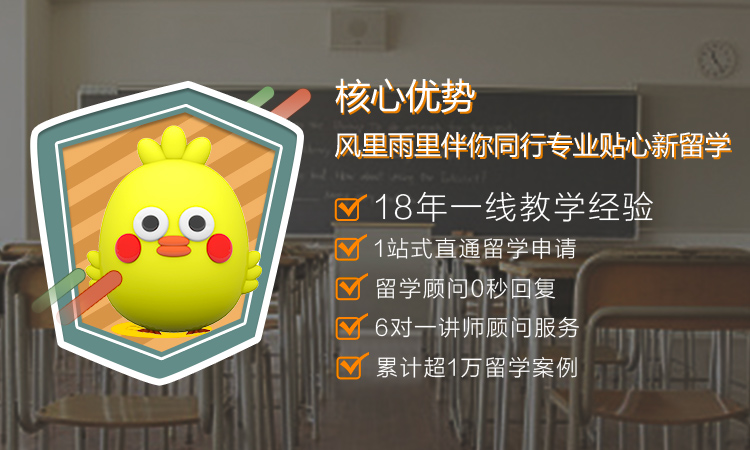 核心优势
风里雨里伴你同行专业贴心新留学
18年一线教学经验
1站式直通留学申请
留学顾问0秒回复
6对一讲师顾问服务
累计超1万留学案例